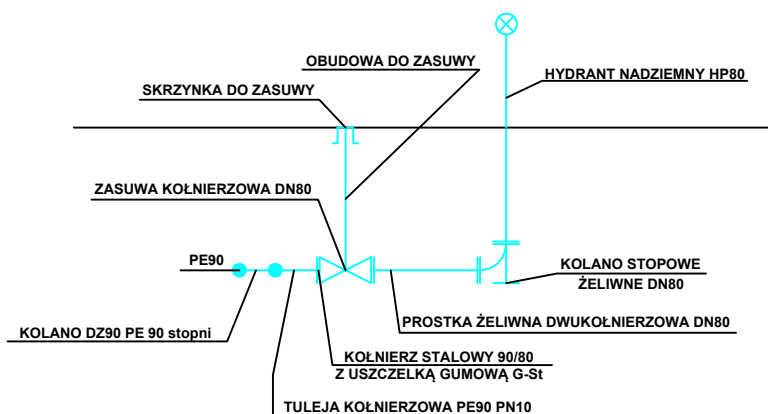 OBUDOWA DO ZASUWY
HYDRANT NADZIEMNY HP80
SKRZYNKA DO ZASUWY
ZASUWA KOŁNIERZOWA DN80
PE90
KOLANO STOPOWE
ŻELIWNE DN80
KOLANO DZ90 PE 90 stopni
PROSTKA ŻELIWNA DWUKOŁNIERZOWA DN80
KOŁNIERZ STALOWY 90/80
Z USZCZELKĄ GUMOWĄ G-St
TULEJA KOŁNIERZOWA PE90 PN10